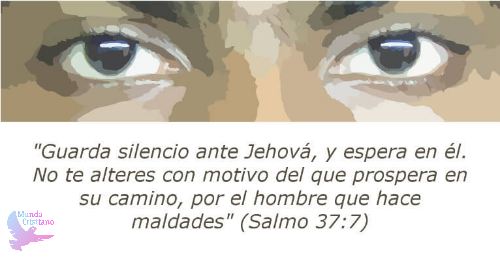 "Guarda silencio ante Jehová, y espera en él.
No te alteres con motivo del que prospera en
su camino, por el hombre que hace
maldades" (Salmo 37:7)
Mundo
Cristiano